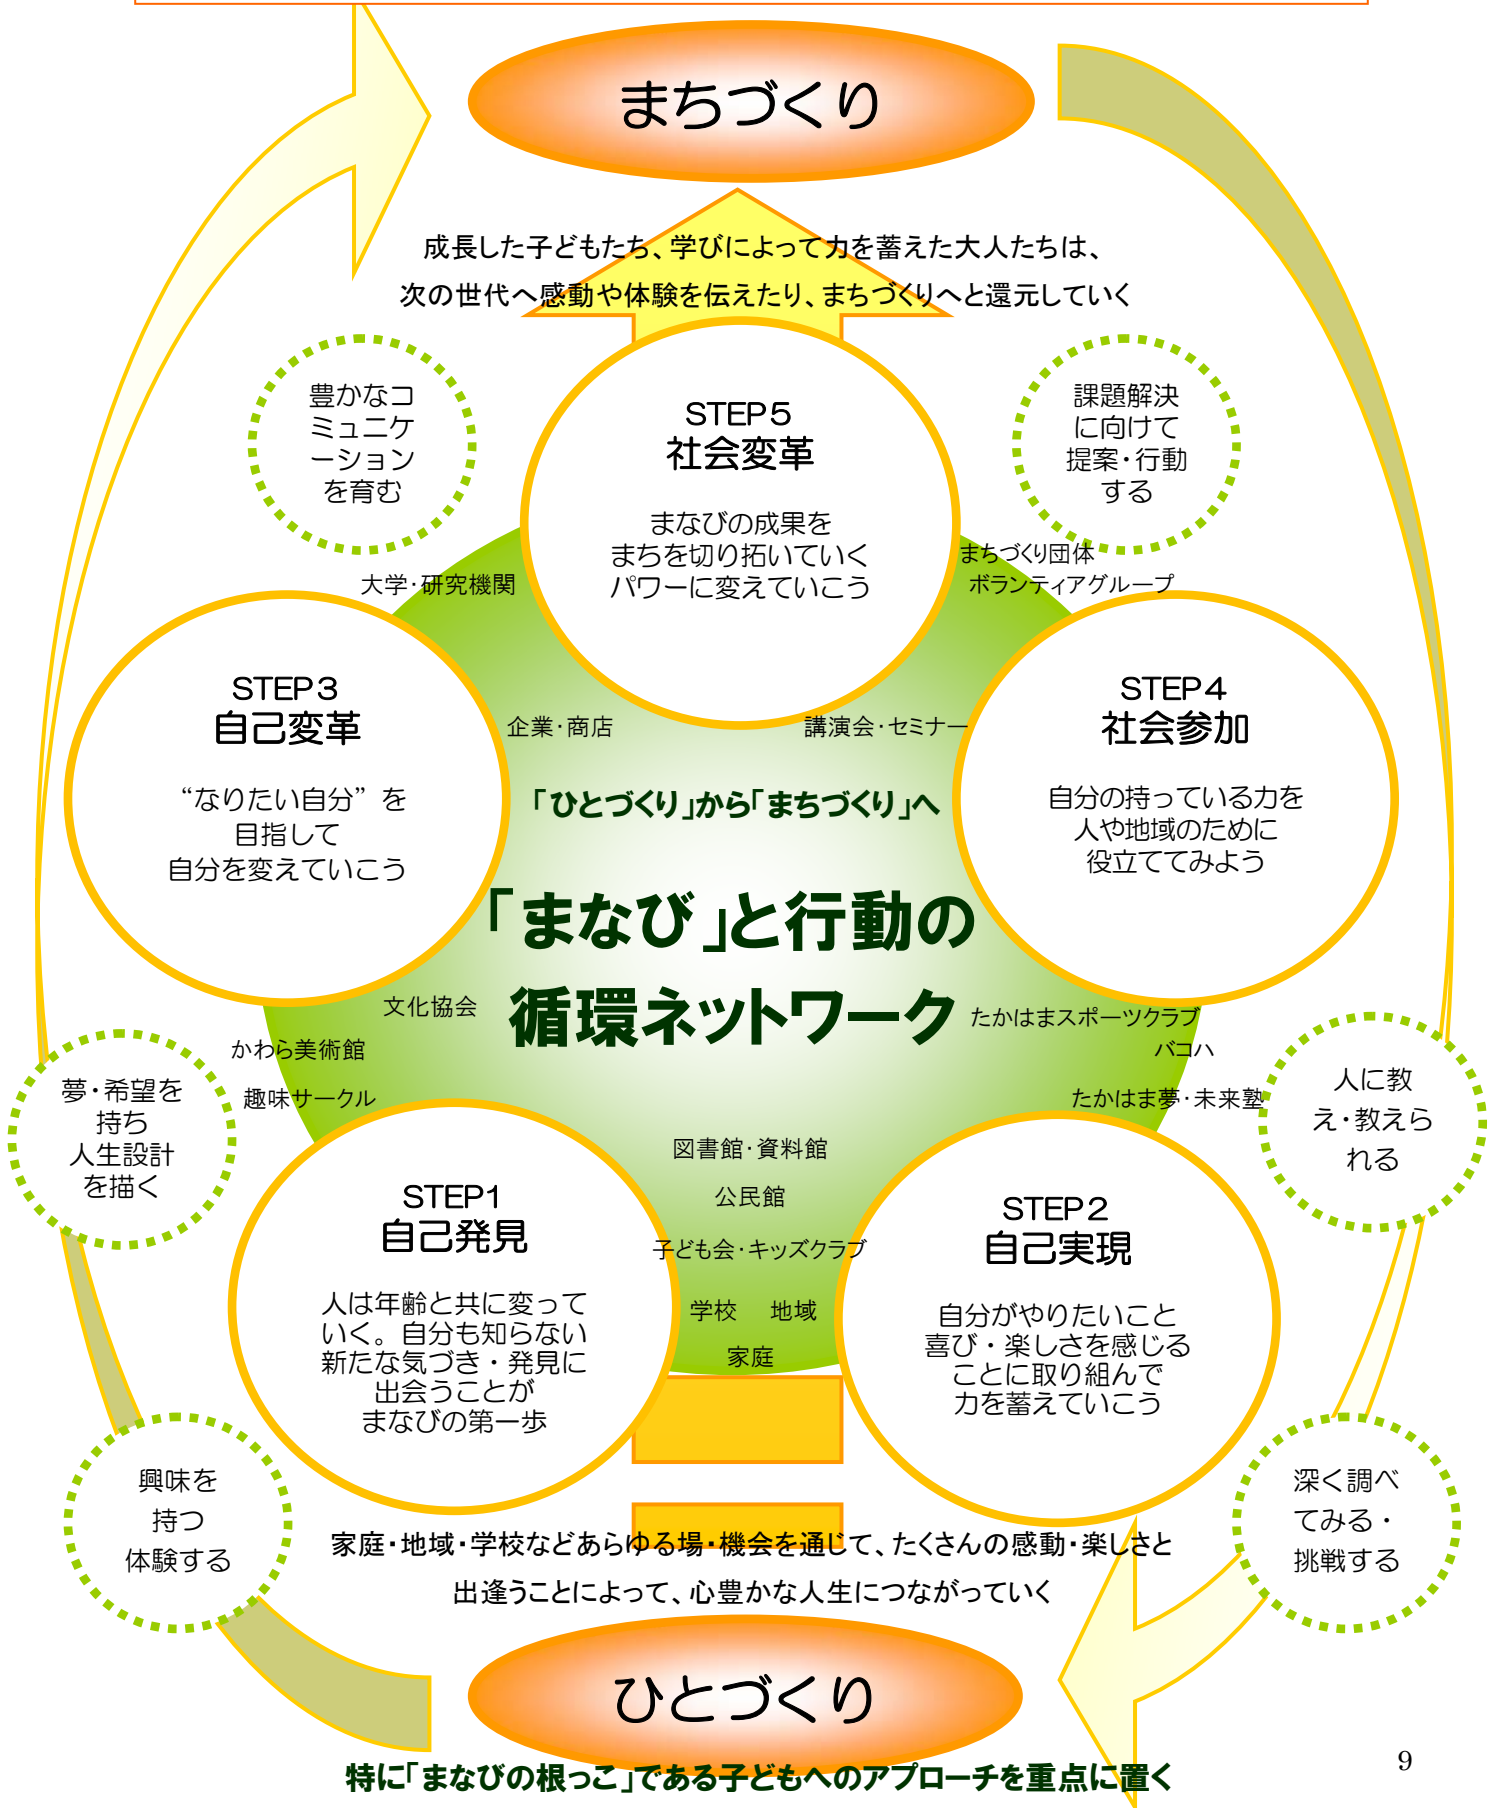 まちづくり
成長した子どもたち、学びによって力を蓄えた大人たちは、
次の世代へ感動や体験を伝えたり、まちづくりへと還元していく
豊かなコ
ミュニケ
ーション
を育む
STEP5
社会変革
まなびの成果を
まちを切り拓いていく
パワーに変えていこう
課題解決
に向けて
提案・行動
する
大学・研究機関
まちづくり団体
ボランティアグループ
STEP3
自己変革
“なりたい自分”を
目指して
自分を変えていこう
企業・商店
講演会・セミナー
STEP4
社会参加
自分の持っている力を
人や地域のために
役立ててみよう
「ひとづくり」から「まちづくり」へ
「まなび」と行動の
循環ネットワーク
文化協会
かわら美術館
趣味サークル
たかはまスポーツクラブ
バコハ
たかはま夢・未来塾
夢・希望を
持ち
人生設計
を描く
人に教
え・教えら
れる
図書館・資料館
公民館
子ども会・キッズクラブ
学校 地域
家庭
STEP1
自己発見
人は年齢と共に変って
いく。自分も知らない
新たな気づき・発見に
出会うことが
まなびの第一歩
STEP2
自己実現
自分がやりたいこと
喜び・楽しさを感じる
ことに取り組んで
力を蓄えていこう
興味を
持つ
体験する
深く調べ
てみる・
挑戦する
家庭・地域・学校などあらゆる場・機会を通じて、たくさんの感動・楽しさと
出逢うことによって、心豊かな人生につながっていく
ひとづくり
特に「まなびの根っこ」である子どもへのアプローチを重点に置く
9